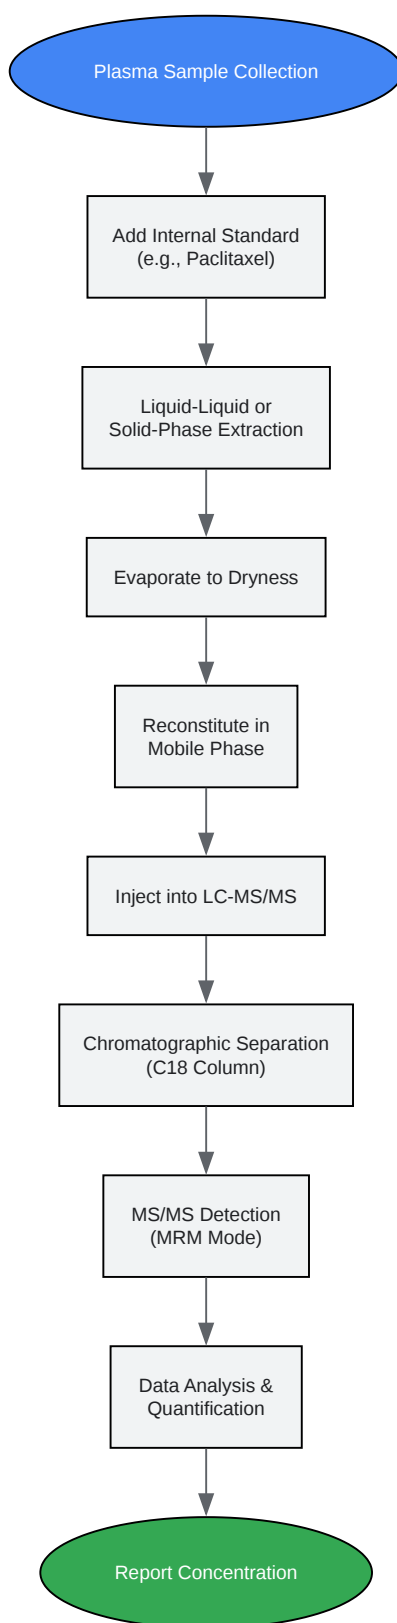 Plasma Sample Collection
Add Internal Standard
(e.g., Paclitaxel)
Liquid-Liquid or
Solid-Phase Extraction
Evaporate to Dryness
Reconstitute in
Mobile Phase
Inject into LC-MS/MS
Chromatographic Separation
(C18 Column)
MS/MS Detection
(MRM Mode)
Data Analysis &
Quantification
Report Concentration